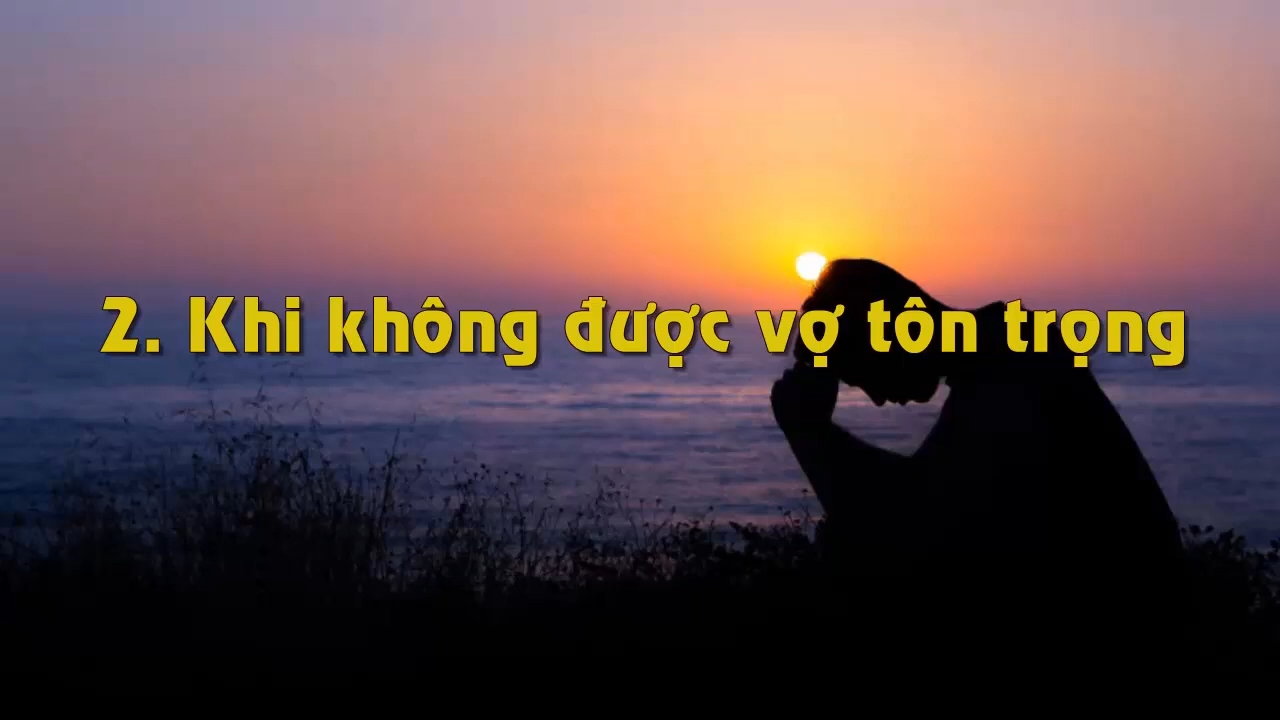 2. Khi không được vợ tôn trọng